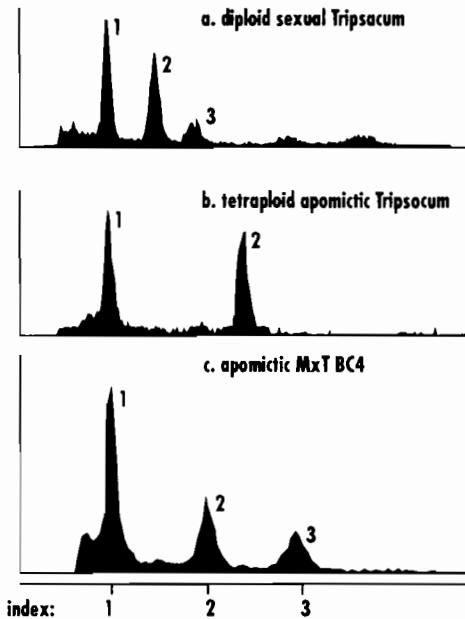 a. diploid sexual Tripsacum
1
2
3
b. tetraploid apomictic Tripsocum
1
2
c. apomictic MxT BC4
1
2
3
index: 1 2 3